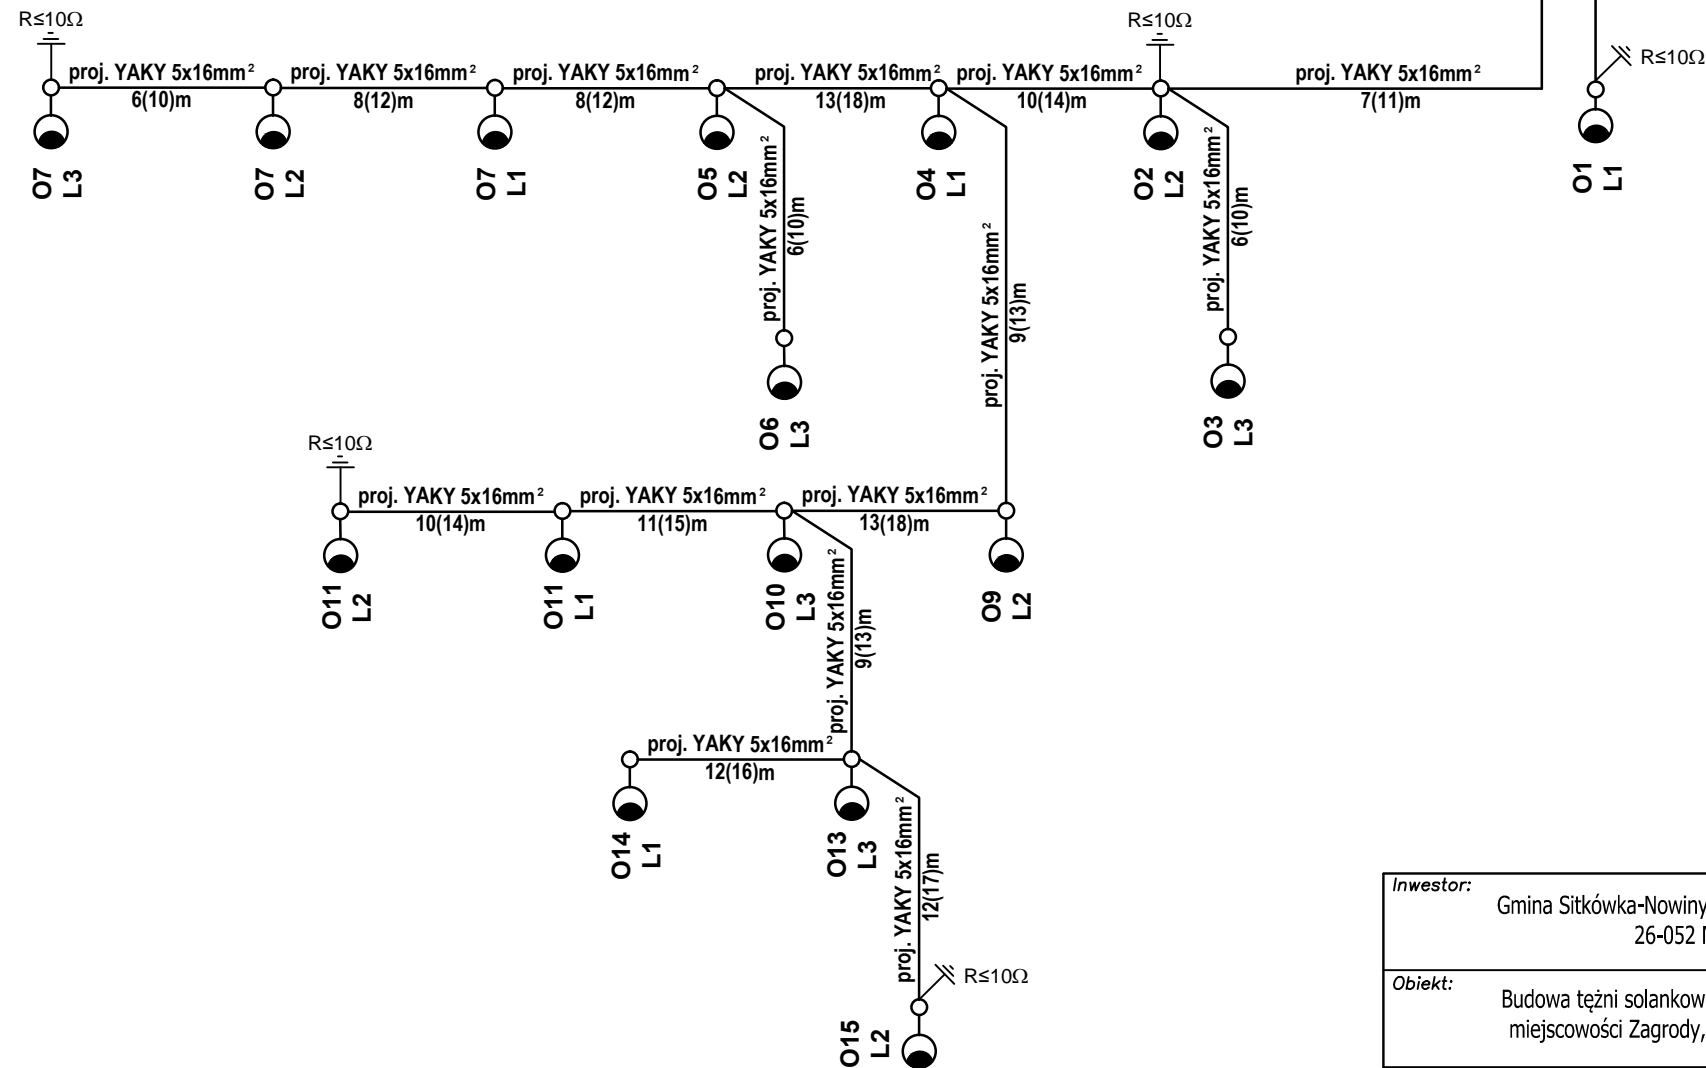 R≤10Ω
R≤10Ω
R≤10Ω
proj. YAKY 5x16mm²
6(10)m
proj. YAKY 5x16mm²
8(12)m
proj. YAKY 5x16mm²
8(12)m
proj. YAKY 5x16mm²
13(18)m
proj. YAKY 5x16mm²
10(14)m
proj. YAKY 5x16mm²
7(11)m
O7
L3
O7
L2
O7
L1
O5
L2
O4
L1
O2
L2
O1
L1
proj. YAKY 5x16mm²
6(10)m
proj. YAKY 5x16mm²
9(13)m
proj. YAKY 5x16mm²
6(10)m
O6
L3
O3
L3
R≤10Ω
proj. YAKY 5x16mm²
10(14)m
proj. YAKY 5x16mm²
11(15)m
proj. YAKY 5x16mm²
13(18)m
O11
L2
O11
L1
O10
L3
O9
L2
proj. YAKY 5x16mm²
9(13)m
proj. YAKY 5x16mm²
12(16)m
O14
L1
O13
L3
proj. YAKY 5x16mm²
12(17)m
R≤10Ω
O15
L2
Inwestor:
Gmina Sitkówka-Nowiny
26-052
Obiekt:
Budowa tężni solankow
miejscowości Zagrody,